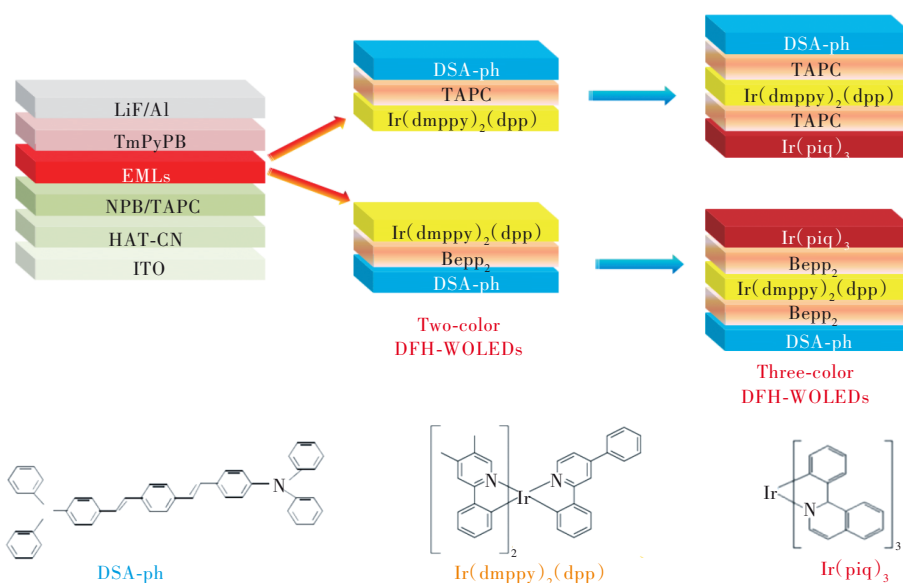 LiF/Al
TmPyPB
EMLs
NPB/TAPC
HAT-CN
ITO
DSA-ph
TAPC
Ir(dmppy)₂(dpp)
Ir(dmppy)₂(dpp)
Bepp₂
DSA-ph
Two-color
DFH-WOLEDs
DSA-ph
TAPC
Ir(dmppy)₂(dpp)
TAPC
Ir(piq)₃
Ir(piq)₃
Bepp₂
Ir(dmppy)₂(dpp)
Bepp₂
DSA-ph
Three-color
DFH-WOLEDs
N
DSA-ph
N
N
Ir
2
Ir(dmppy)₂(dpp)
Ir
N
3
Ir(piq)₃